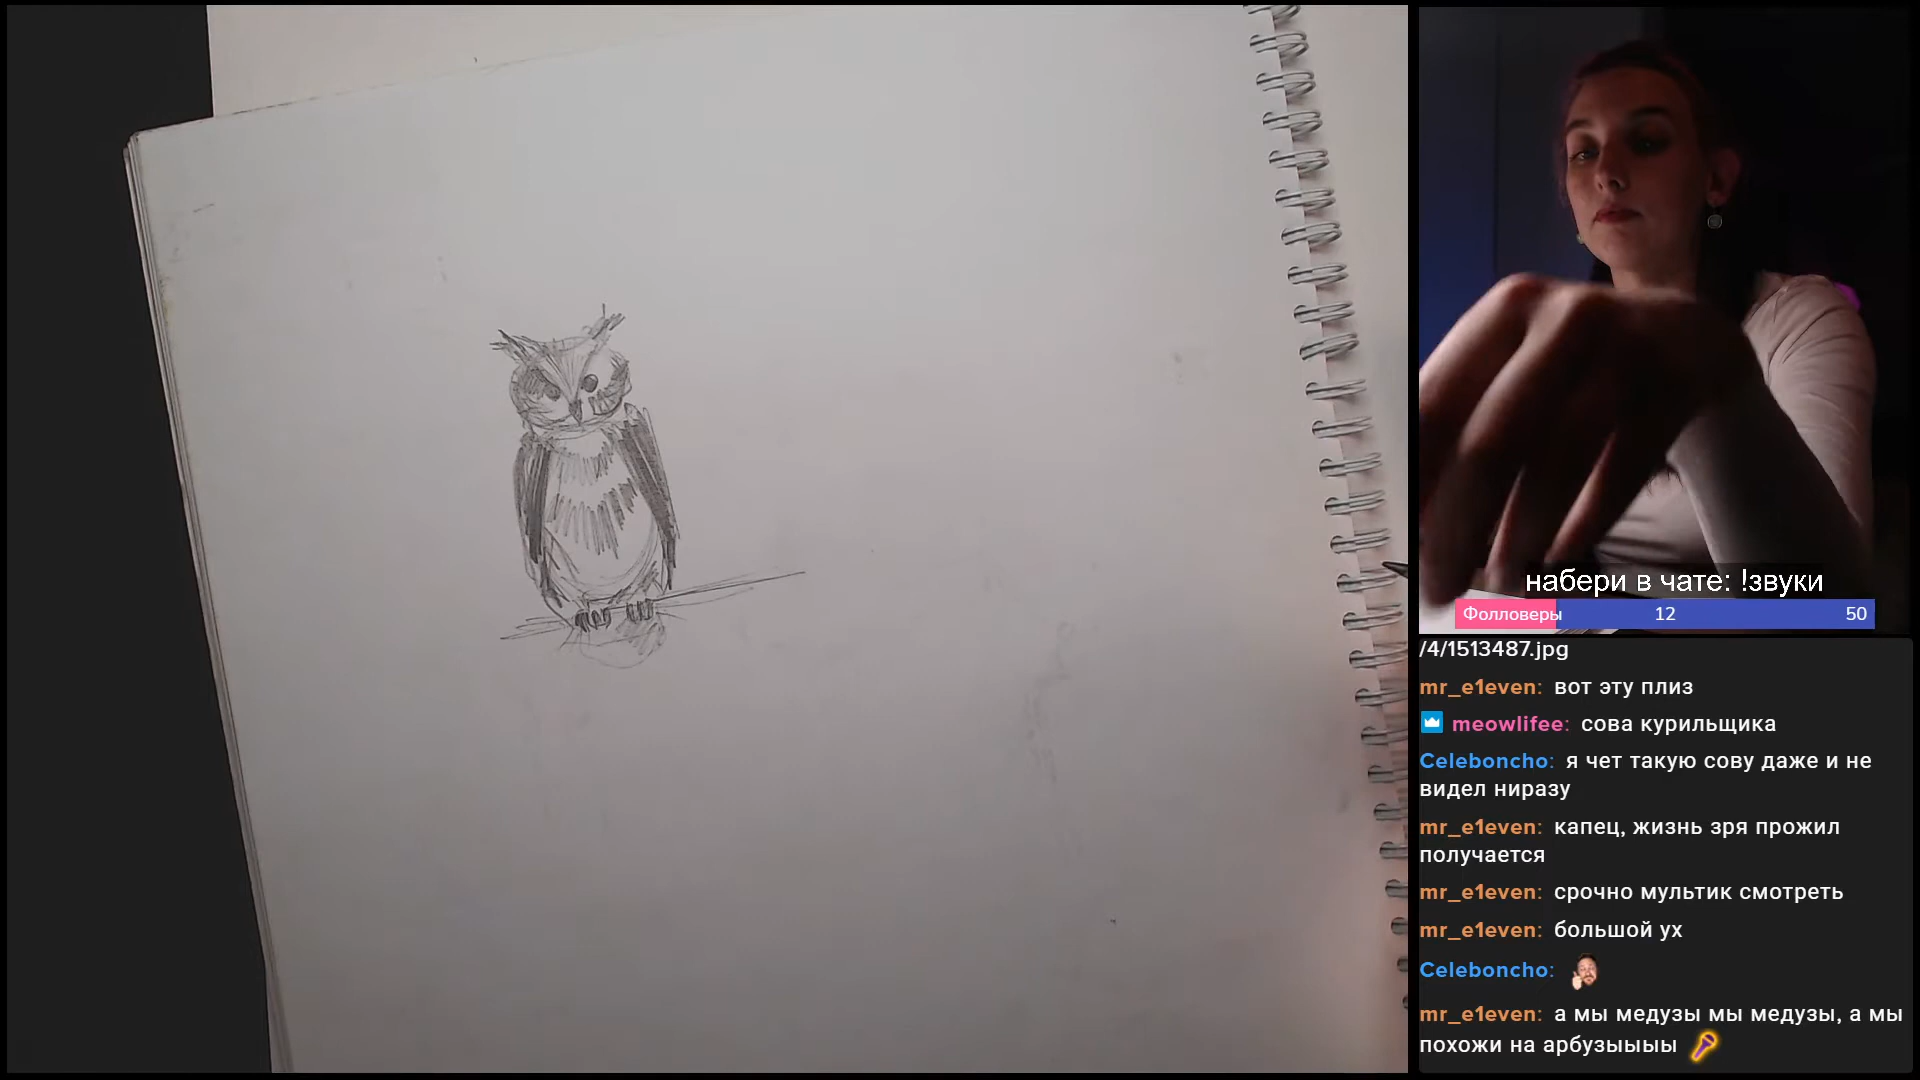 набери в чате: !звуки
Фолловеры 12 50
/4/1513487.jpg
mr_e1even: вот эту плиз
meowlifee: сова курильщика
Celeboncho: я чет такую сову даже и не
видел ниразу
mr_e1even: капец, жизнь зря прожил
получается
mr_e1even: срочно мультик смотреть
mr_e1even: большой ух
Celeboncho:
mr_e1even: а мы медузы мы медузы, а мы
похожи на арбузыыыы